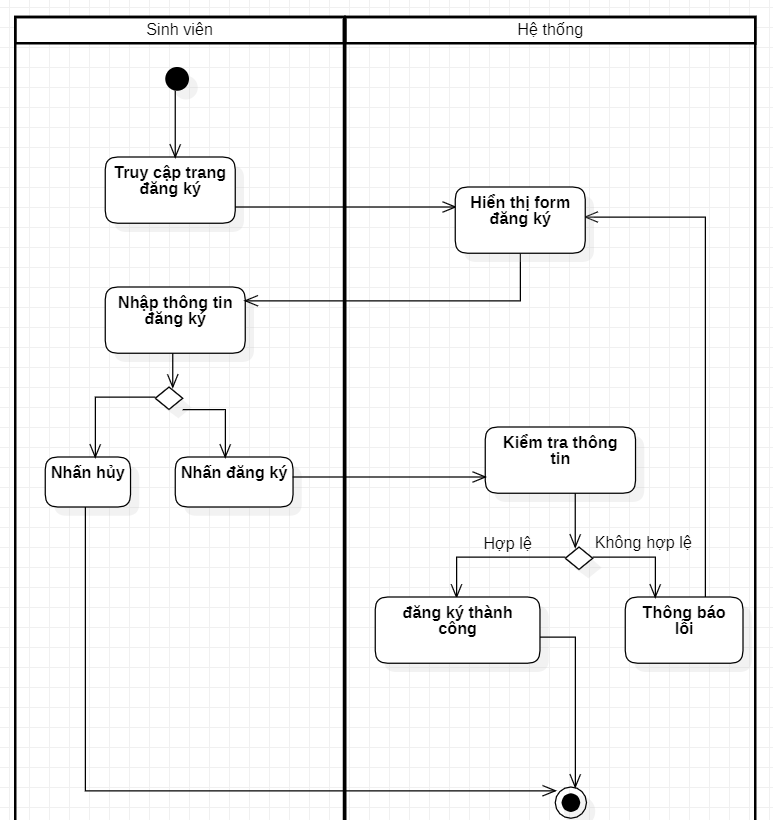 Sinh viên
Hệ thống
Truy cập trang
đăng ký
Hiển thị form
đăng ký
Nhập thông tin
đăng ký
Nhấn hủy
Nhấn đăng ký
Kiểm tra thông
tin
Hợp lệ
Không hợp lệ
đăng ký thành
công
Thông báo
lỗi